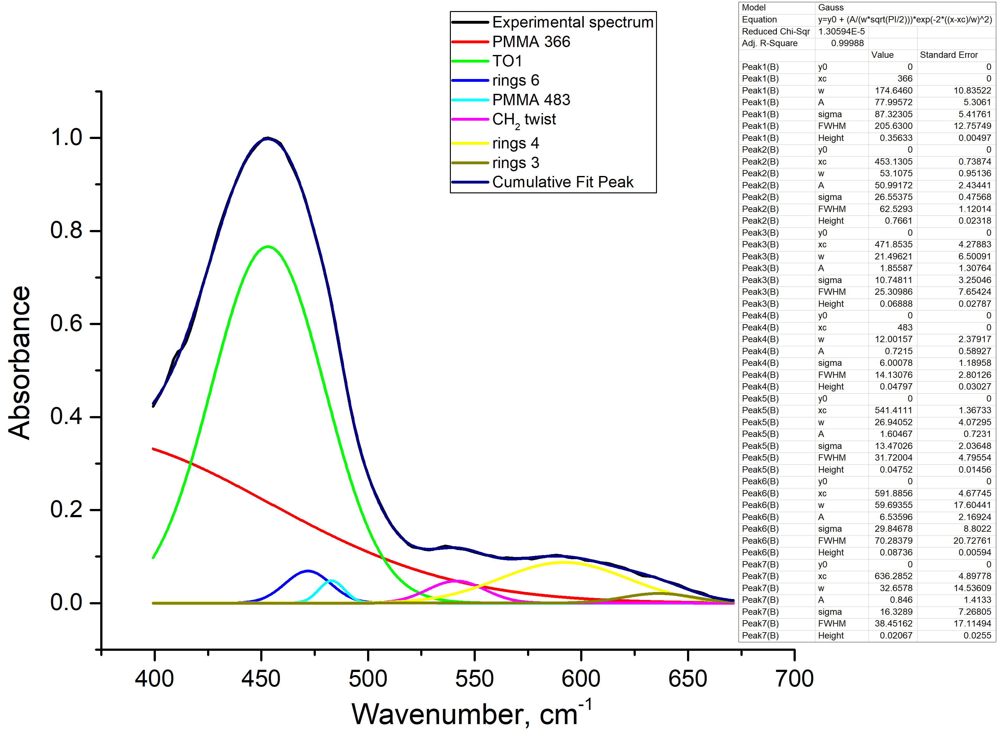 Experimental spectrum
PMMA 366
TO1
rings 6
PMMA 483
CH2 twist
rings 4
rings 3
Cumulative Fit Peak
Absorbance
1.0
0.8
0.6
0.4
0.2
0.0
400 450 500 550 600 650 700
Wavenumber, cm-1
Model Gauss
Equation y=y0 + (A/(w*sqrt(PI/2)))*exp(-2*((x-xc)/w)^2)
Reduced Chi-Sqr 1.30594E-5
Adj. R-Square 0.99988
Value Standard Error
Peak1(B) y0 0 0
Peak1(B) xc 366 0
Peak1(B) w 174.6460 10.83522
Peak1(B) A 77.99572 5.3061
Peak1(B) sigma 87.32305 5.41761
Peak1(B) FWHM 205.6300 12.75749
Peak1(B) Height 0.35633 0.00497
Peak2(B) y0 0 0
Peak2(B) xc 453.1305 0.73874
Peak2(B) w 53.1075 0.95136
Peak2(B) A 50.99172 2.43441
Peak2(B) sigma 26.55375 0.47568
Peak2(B) FWHM 62.5293 1.12014
Peak2(B) Height 0.7661 0.02318
Peak3(B) y0 0 0
Peak3(B) xc 471.8535 4.27883
Peak3(B) w 21.49621 6.50091
Peak3(B) A 1.85587 1.30764
Peak3(B) sigma 10.74811 3.25046
Peak3(B) FWHM 25.30986 7.65424
Peak3(B) Height 0.06888 0.02787
Peak4(B) y0 0 0
Peak4(B) xc 483 0
Peak4(B) w 12.00157 2.37917
Peak4(B) A 0.7215 0.58927
Peak4(B) sigma 6.00078 1.18958
Peak4(B) FWHM 14.13076 2.80126
Peak4(B) Height 0.04797 0.03027
Peak5(B) y0 0 0
Peak5(B) xc 541.4111 1.36733
Peak5(B) w 26.94052 4.07295
Peak5(B) A 1.60467 0.7231
Peak5(B) sigma 13.47026 2.03648
Peak5(B) FWHM 31.72004 4.79554
Peak5(B) Height 0.04752 0.01456
Peak6(B) y0 0 0
Peak6(B) xc 591.8856 4.67745
Peak6(B) w 59.69355 17.60441
Peak6(B) A 6.53596 2.16924
Peak6(B) sigma 29.84678 8.8022
Peak6(B) FWHM 70.28379 20.72761
Peak6(B) Height 0.08736 0.00594
Peak7(B) y0 0 0
Peak7(B) xc 636.2852 4.89778
Peak7(B) w 32.6578 14.53609
Peak7(B) A 0.846 1.4133
Peak7(B) sigma 16.3289 7.26805
Peak7(B) FWHM 38.45162 17.11494
Peak7(B) Height 0.02067 0.0255